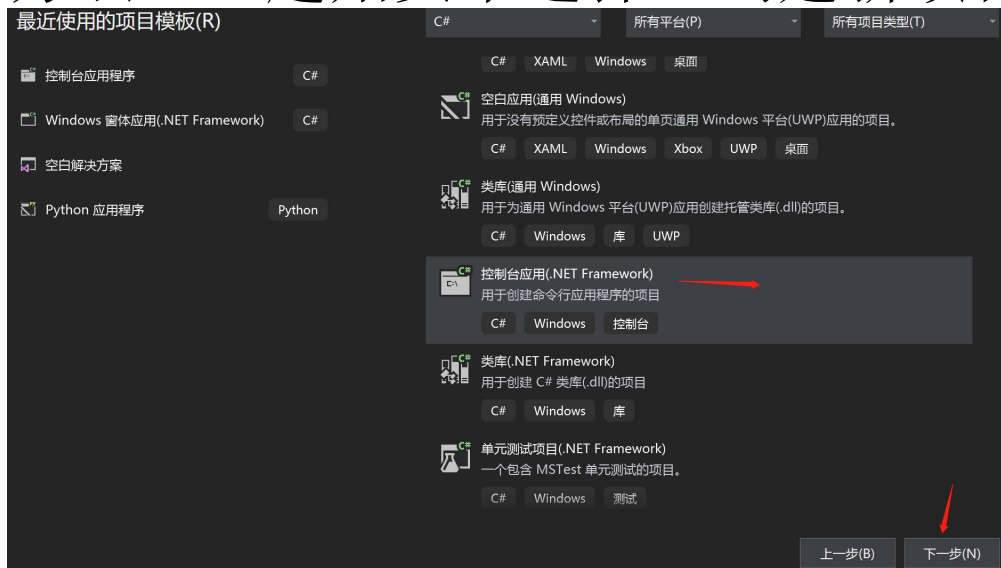 最近使用的项目模板(R)
C#
所有平台(P)
所有项目类型(T)
控制台应用程序 C#
Windows 窗体应用(.NET Framework) C#
空白解决方案
Python 应用程序 Python
C# XAML Windows 桌面
空白应用(通用 Windows)
用于没有预定义控件或布局的单页通用 Windows 平台(UWP)应用的项目。
C# XAML Windows Xbox UWP 桌面
类库(通用 Windows)
用于为通用 Windows 平台(UWP)应用创建托管类库(.dll)的项目。
C# Windows 库 UWP
控制台应用(.NET Framework)
用于创建命令行应用程序的项目
C# Windows 控制台
类库(.NET Framework)
用于创建 C# 类库(.dll)的项目
C# Windows 库
单元测试项目(.NET Framework)
一个包含 MSTest 单元测试的项目。
C# Windows 测试
上一步(B) 下一步(N)